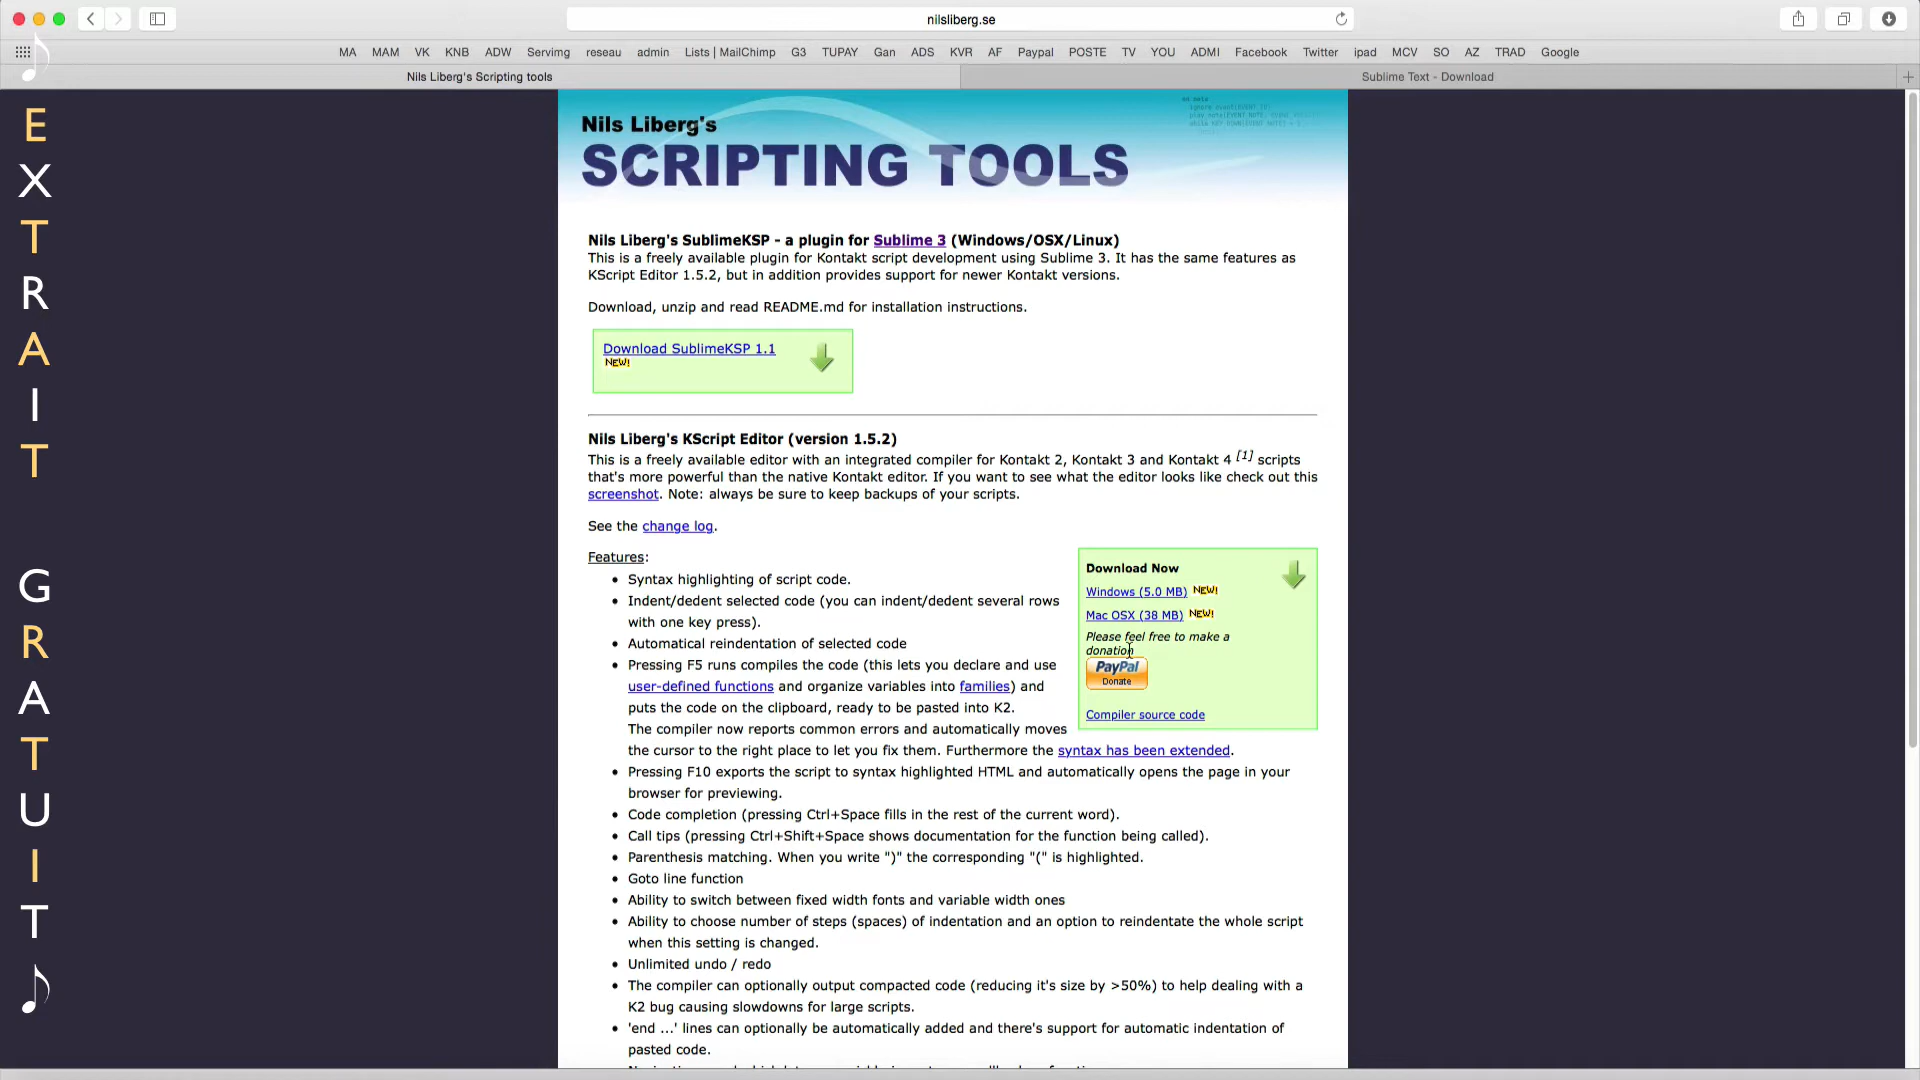 nilsliberg.se
MA MAM VK KNB ADW Servimg reseau admin Lists | MailChimp G3 TUPAY Gan ADS KVR AF Paypal POSTE TV YOU ADMI Facebook Twitter ipad MCV SO AZ TRAD Google
Nil Liberg's Scripting tools
Sublime Text - Download
EXTRAIT
GRATUIT
on note
Nils Liberg's
SCRIPTING TOOLS
Nils Liberg's SublimeKSP - a plugin for Sublime 3 (Windows/OSX/Linux)
This is a freely available plugin for Kontakt script development using Sublime 3. It has the same features as
KScript Editor 1.5.2, but in addition provides support for newer Kontakt versions.
Download, unzip and read README.md for installation instructions.
Download SublimeKSP 1.1
NEW!
Nils Liberg's KScript Editor (version 1.5.2)
This is a freely available editor with an integrated compiler for Kontakt 2, Kontakt 3 and Kontakt 4 [1] scripts
that's more powerful than the native Kontakt editor. If you want to see what the editor looks like check out this
screenshot. Note: always be sure to keep backups of your scripts.
See the change log.
Features:
• Syntax highlighting of script code.
• Indent/dedent selected code (you can indent/dedent several rows
with one key press).
• Automatical reindentation of selected code
• Pressing F5 runs compiles the code (this lets you declare and use
user-defined functions and organize variables into families) and
puts the code on the clipboard, ready to be pasted into K2.
The compiler now reports common errors and automatically moves
the cursor to the right place to let you fix them. Furthermore the syntax has been extended.
Download Now
Windows (5.0 MB) NEW!
Mac OSX (38 MB) NEW!
Please feel free to make a
donation
PayPal
Donate
Compiler source code
• Pressing F10 exports the script to syntax highlighted HTML and automatically opens the page in your
browser for previewing.
• Code completion (pressing Ctrl+Space fills in the rest of the current word).
• Call tips (pressing Ctrl+Shift+Space shows documentation for the function being called).
• Parenthesis matching. When you write ")" the corresponding "(" is highlighted.
• Goto line function
• Ability to switch between fixed width fonts and variable width ones
• Ability to choose number of steps (spaces) of indentation and an option to reindentate the whole script
when this setting is changed.
• Unlimited undo / redo
• The compiler can optionally output compacted code (reducing it's size by >50%) to help dealing with a
K2 bug causing slowdowns for large scripts.
• 'end ...' lines can optionally be automatically added and there's support for automatic indentation of
pasted code.